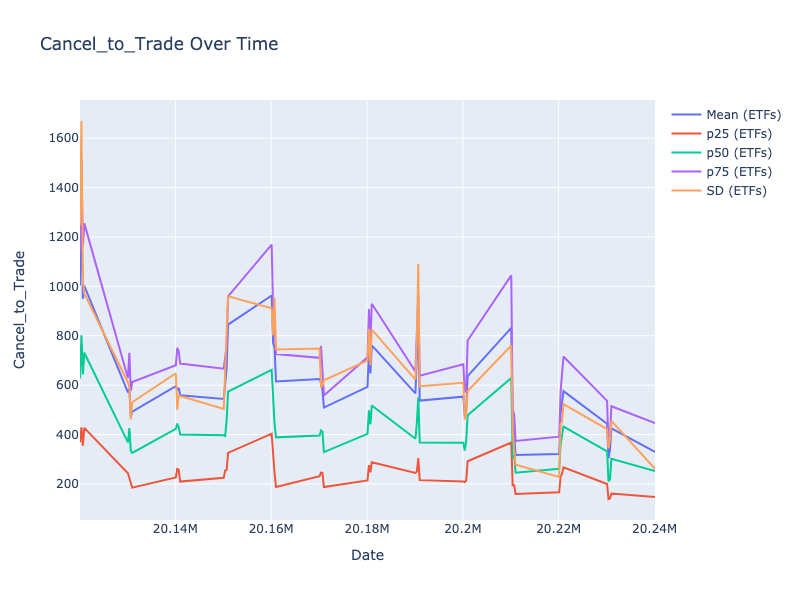 Cancel_to_Trade Over Time
Cancel_to_Trade
1600
1400
1200
1000
800
600
400
200
20.14M
20.16M
20.18M
20.2M
20.22M
20.24M
Date
Mean (ETFs)
p25 (ETFs)
p50 (ETFs)
p75 (ETFs)
SD (ETFs)